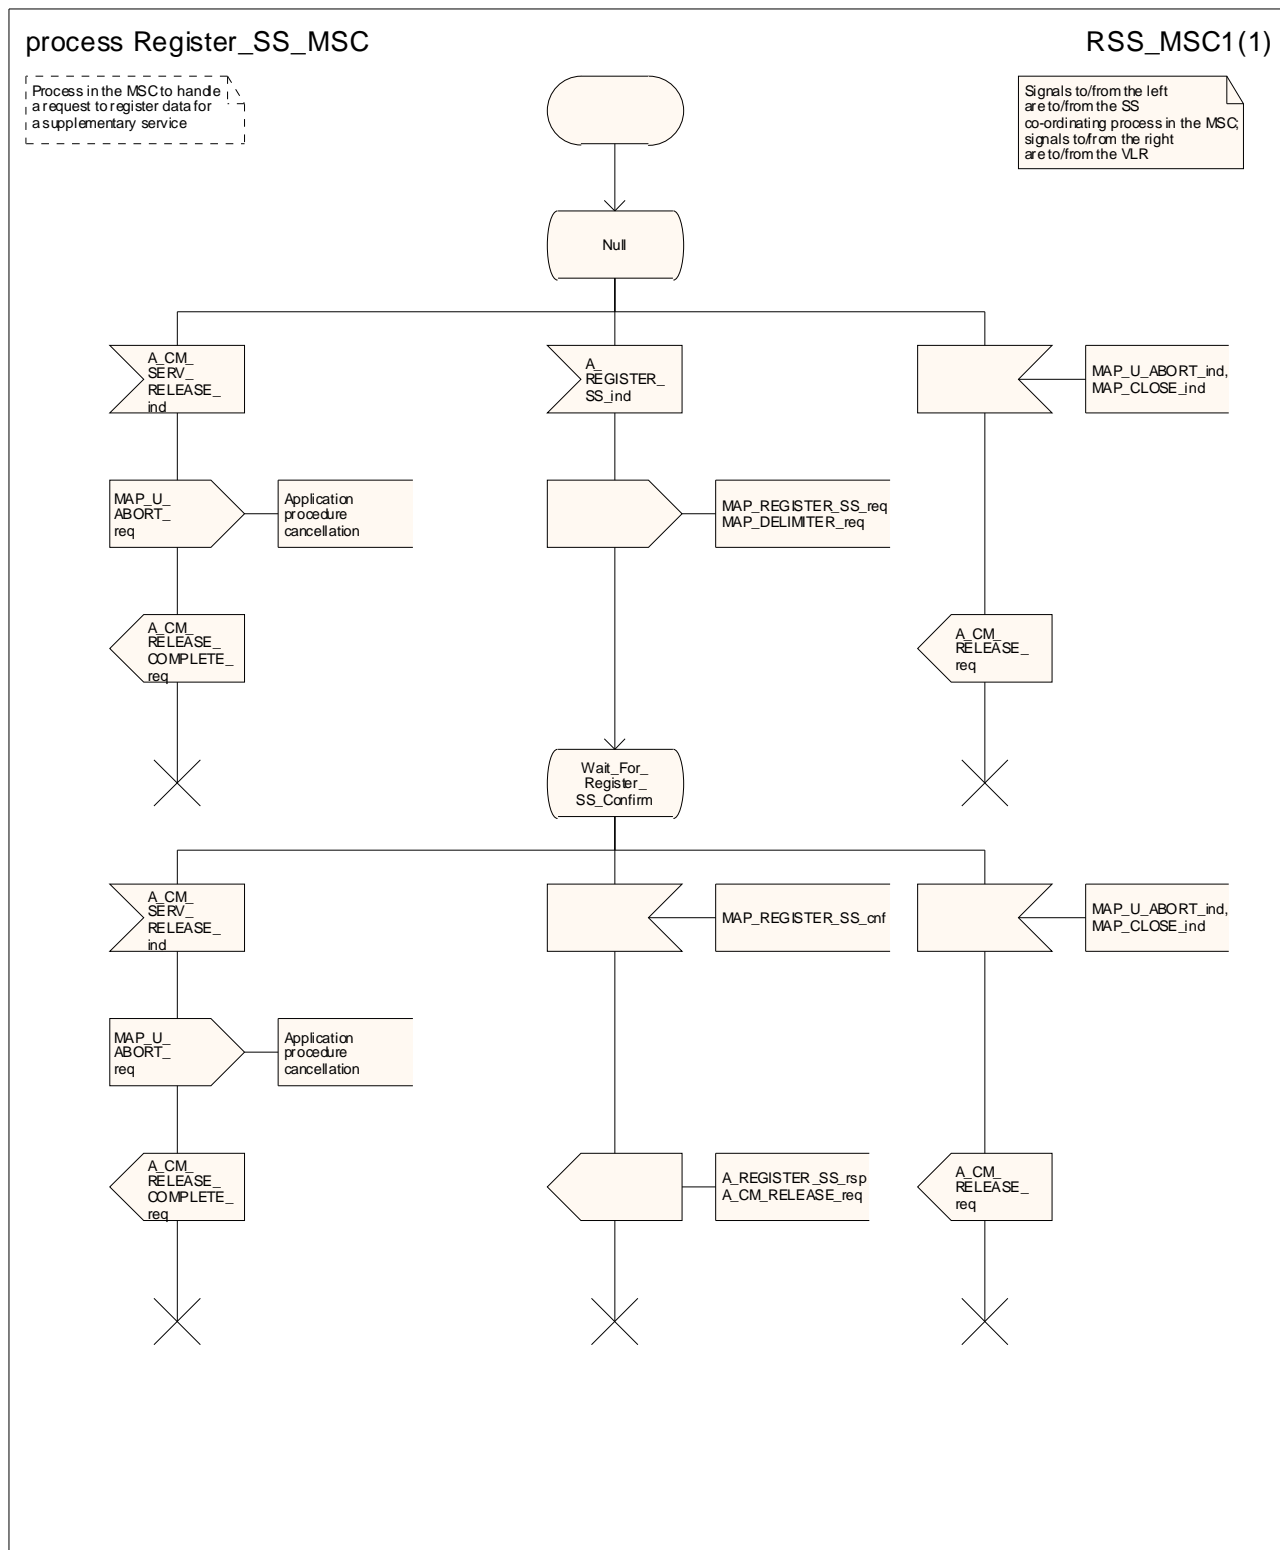 process Register_SS_MSC
RSS_MSC1(1)
Process in the MSC to handle
a request to register data for
a supplementary service
Signals to/from the left
are to/from the SS
co-ordinating process in the MSC;
signals to/from the right
are to/from the VLR
Null
A_CM_
SERV_
RELEASE_
ind
A_
REGISTER_
SS_ind
MAP_U_ABORT_ind,
MAP_CLOSE_ind
MAP_U_
ABORT_
req
Application
procedure
cancellation
MAP_REGISTER_SS_req
MAP_DELIMITER_req
A_CM_
RELEASE_
COMPLETE_
req
A_CM_
RELEASE_
req
Wait_For_
Register_
SS_Confirm
A_CM_
SERV_
RELEASE_
ind
MAP_REGISTER_SS_cnf
MAP_U_ABORT_ind,
MAP_CLOSE_ind
MAP_U_
ABORT_
req
Application
procedure
cancellation
A_CM_
RELEASE_
COMPLETE_
req
A_REGISTER_SS_rsp
A_CM_RELEASE_req
A_CM_
RELEASE_
req